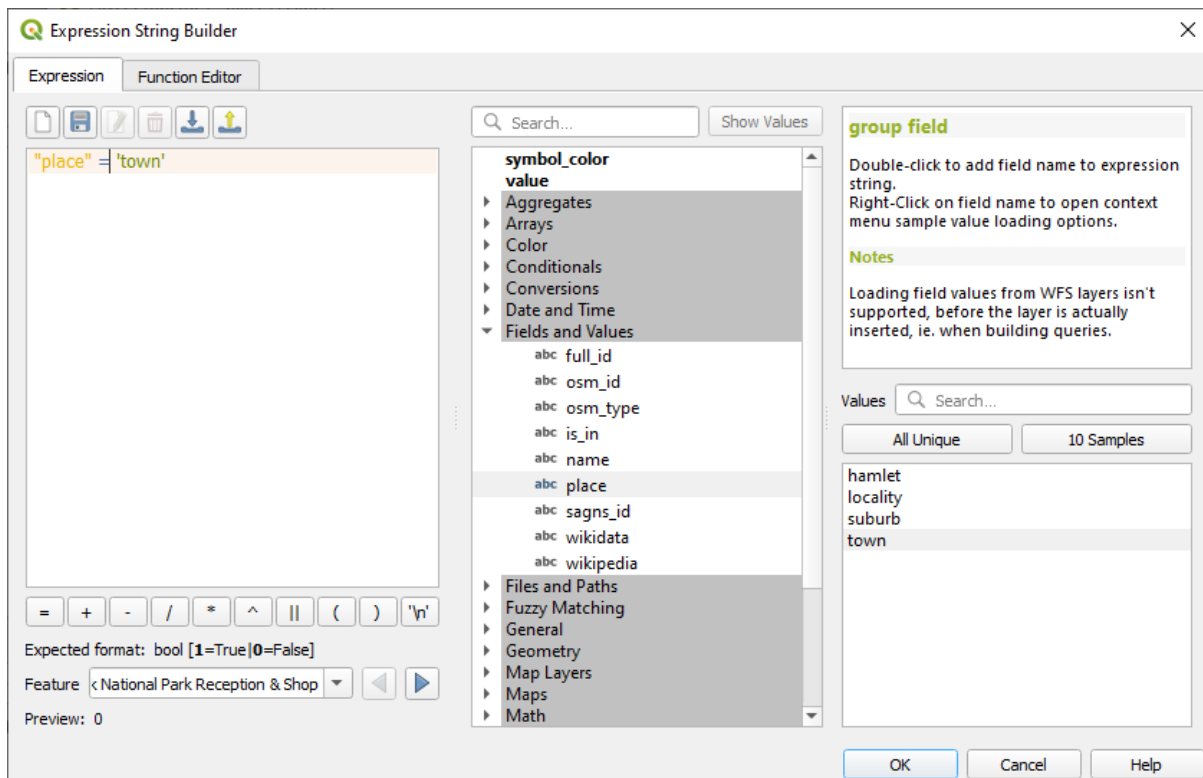 Expression String Builder
Expression
Function Editor
"place" = 'town'
= + - / * ^ || ( ) '\n'
Expected format: bool [1=True|0=False]
Feature
National Park Reception & Shop
Preview: 0
Search...
Show Values
symbol_color
value
Aggregates
Arrays
Color
Conditionals
Conversions
Date and Time
Fields and Values
abc full_id
abc osm_id
abc osm_type
abc is_in
abc name
abc place
abc sagns_id
abc wikidata
abc wikipedia
Files and Paths
Fuzzy Matching
General
Geometry
Map Layers
Maps
Math
group field
Double-click to add field name to expression
string.
Right-Click on field name to open context
menu sample value loading options.
Notes
Loading field values from WFS layers isn't
supported, before the layer is actually
inserted, ie. when building queries.
Values
Search...
All Unique
10 Samples
hamlet
locality
suburb
town
OK
Cancel
Help